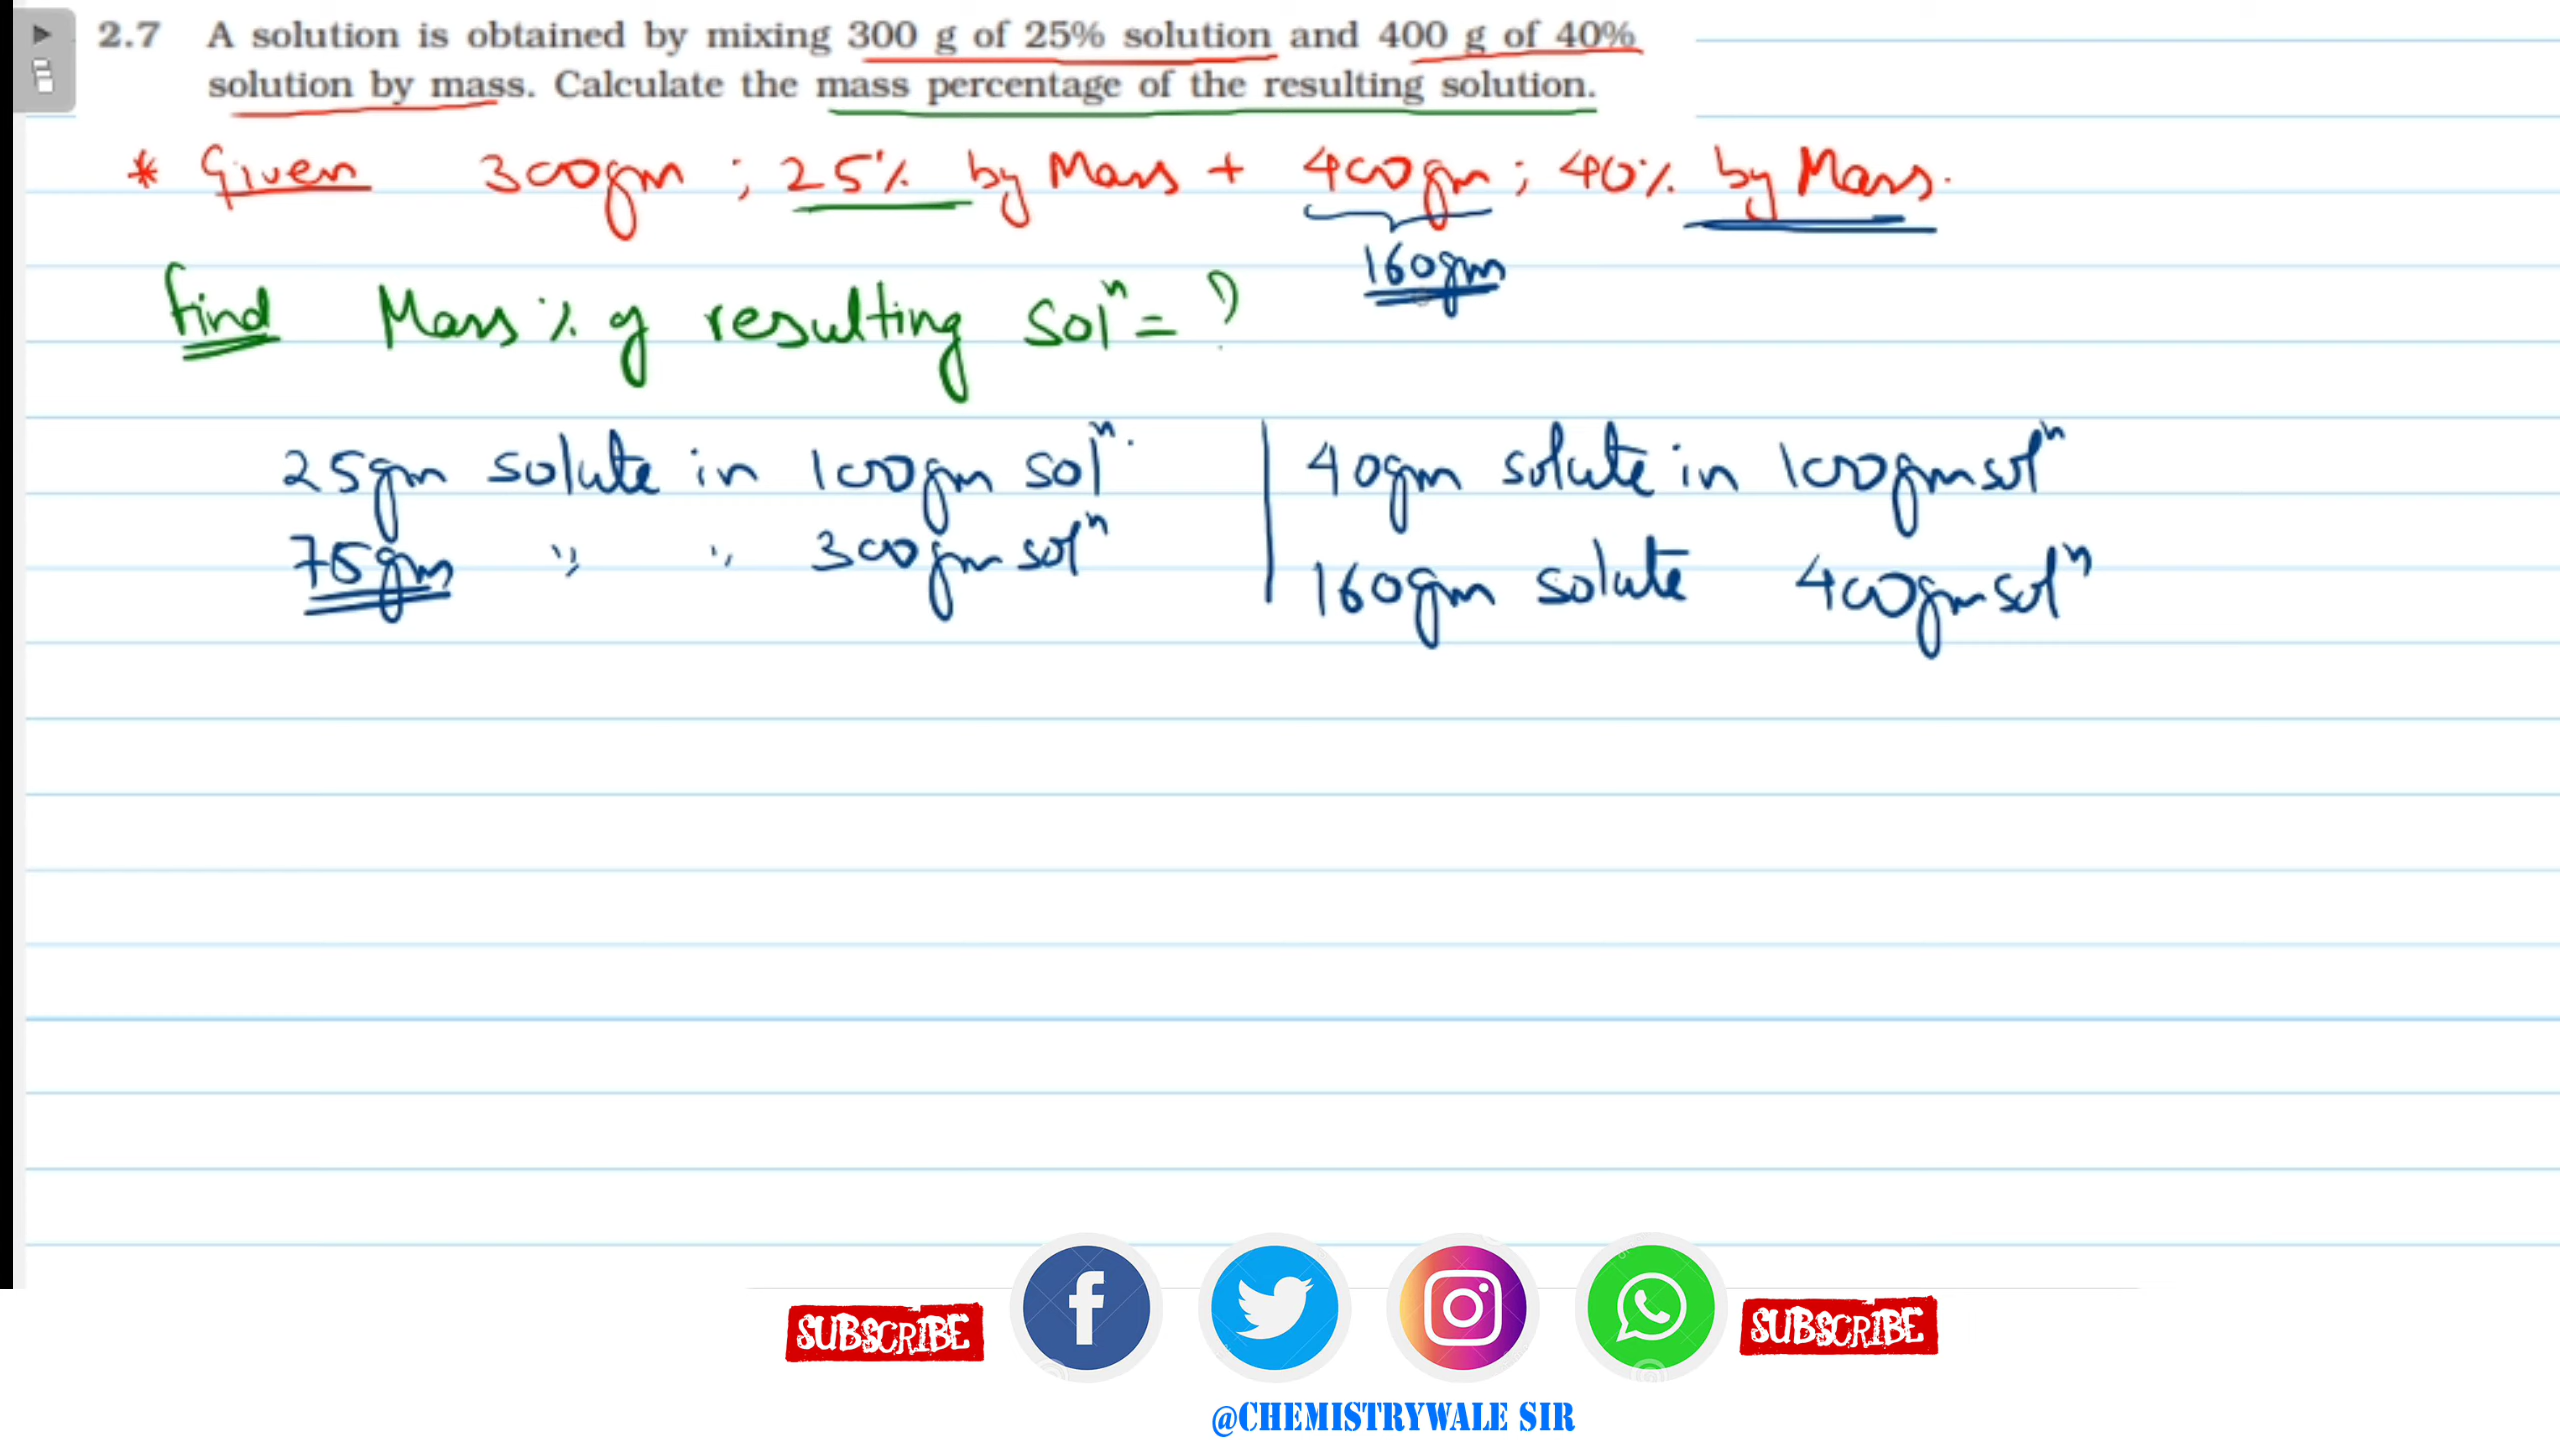 2.7 A solution is obtained by mixing 300 g of 25% solution and 400 g of 40%
solution by mass. Calculate the mass percentage of the resulting solution.
* Given 300gm ; 25% by Mass + 400gm ; 40% by Mass.
160gm
find Mass % of resulting Solⁿ = ?
25gm solute in 100gm solⁿ.
75gm " " 300gm solⁿ
40gm solute in 100gm solⁿ
160gm solute 400gm solⁿ
SUBSCRIBE
SUBSCRIBE
@CHEMISTRYWALE SIR